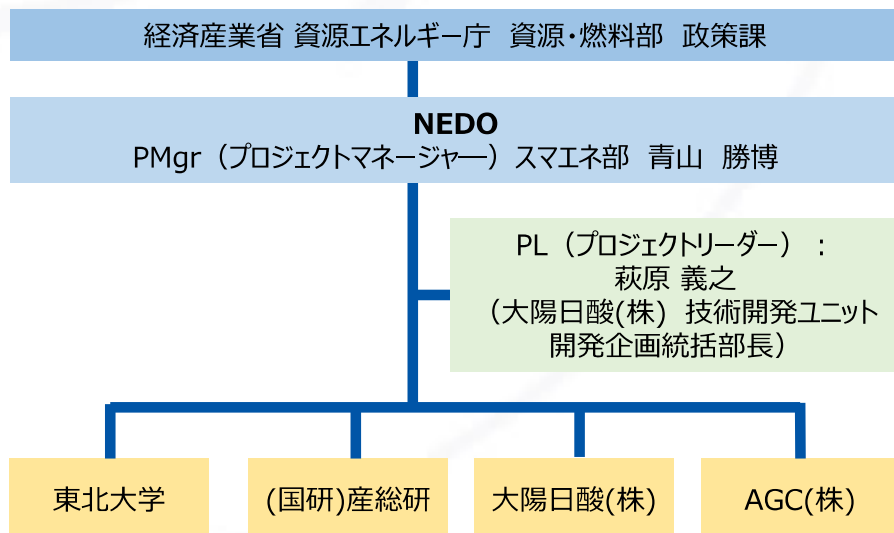 経済産業省 資源エネルギー庁 資源・燃料部 政策課
NEDO
PMgr（プロジェクトマネージャー）スマエネ部 青山 勝博
PL（プロジェクトリーダー）：
萩原 義之
（大陽日酸(株) 技術開発ユニット
開発企画統括部長）
東北大学
(国研)産総研
大陽日酸(株)
AGC(株)